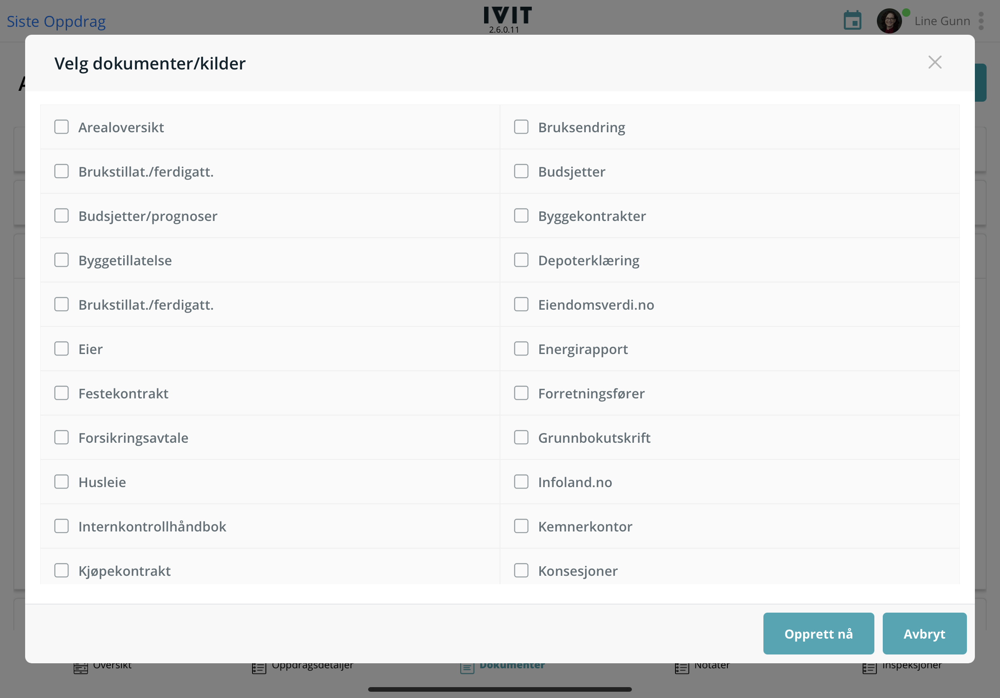 Siste Oppdrag
IVIT
2.6.0.11
Line Gunn
Velg dokumenter/kilder
Arealoversikt
Bruksendring
Brukstillat./ferdigatt.
Budsjetter
Budsjetter/prognoser
Byggekontrakter
Byggetillatelse
Depoterklæring
Brukstillat./ferdigatt.
Eiendomsverdi.no
Eier
Energirapport
Festekontrakt
Forretningsfører
Forsikringsavtale
Grunnbokutskrift
Husleie
Infoland.no
Internkontrollhåndbok
Kemnerkontor
Kjøpekontrakt
Konsesjoner
Opprett nå
Avbryt
Oversikt
Oppdragsdetaljer
Dokumenter
Notater
Inspeksjoner